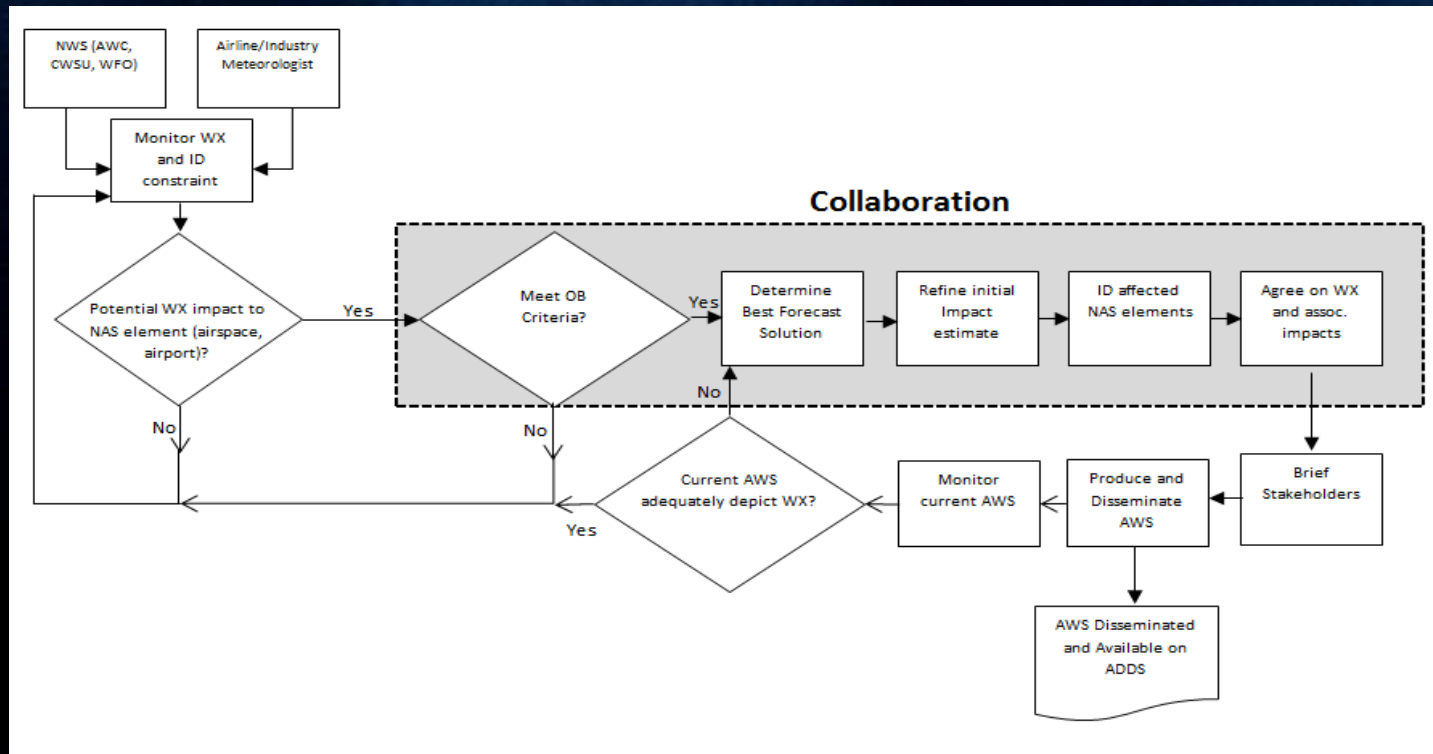 NWS (AWC,
CWSU, WFO)
Airline/Industry
Meteorologist
Monitor WX
and ID
constraint
Collaboration
Potential WX impact to
NAS element (airspace,
airport)?
Yes
No
Meet OB
Criteria?
Yes
No
Determine
Best Forecast
Solution
Refine initial
Impact
estimate
ID affected
NAS elements
Agree on WX
and assoc.
impacts
Brief
Stakeholders
Produce and
Disseminate
AWS
Monitor
current AWS
Current AWS
adequately depict WX?
No
Yes
AWS Disseminated
and Available on
ADDS